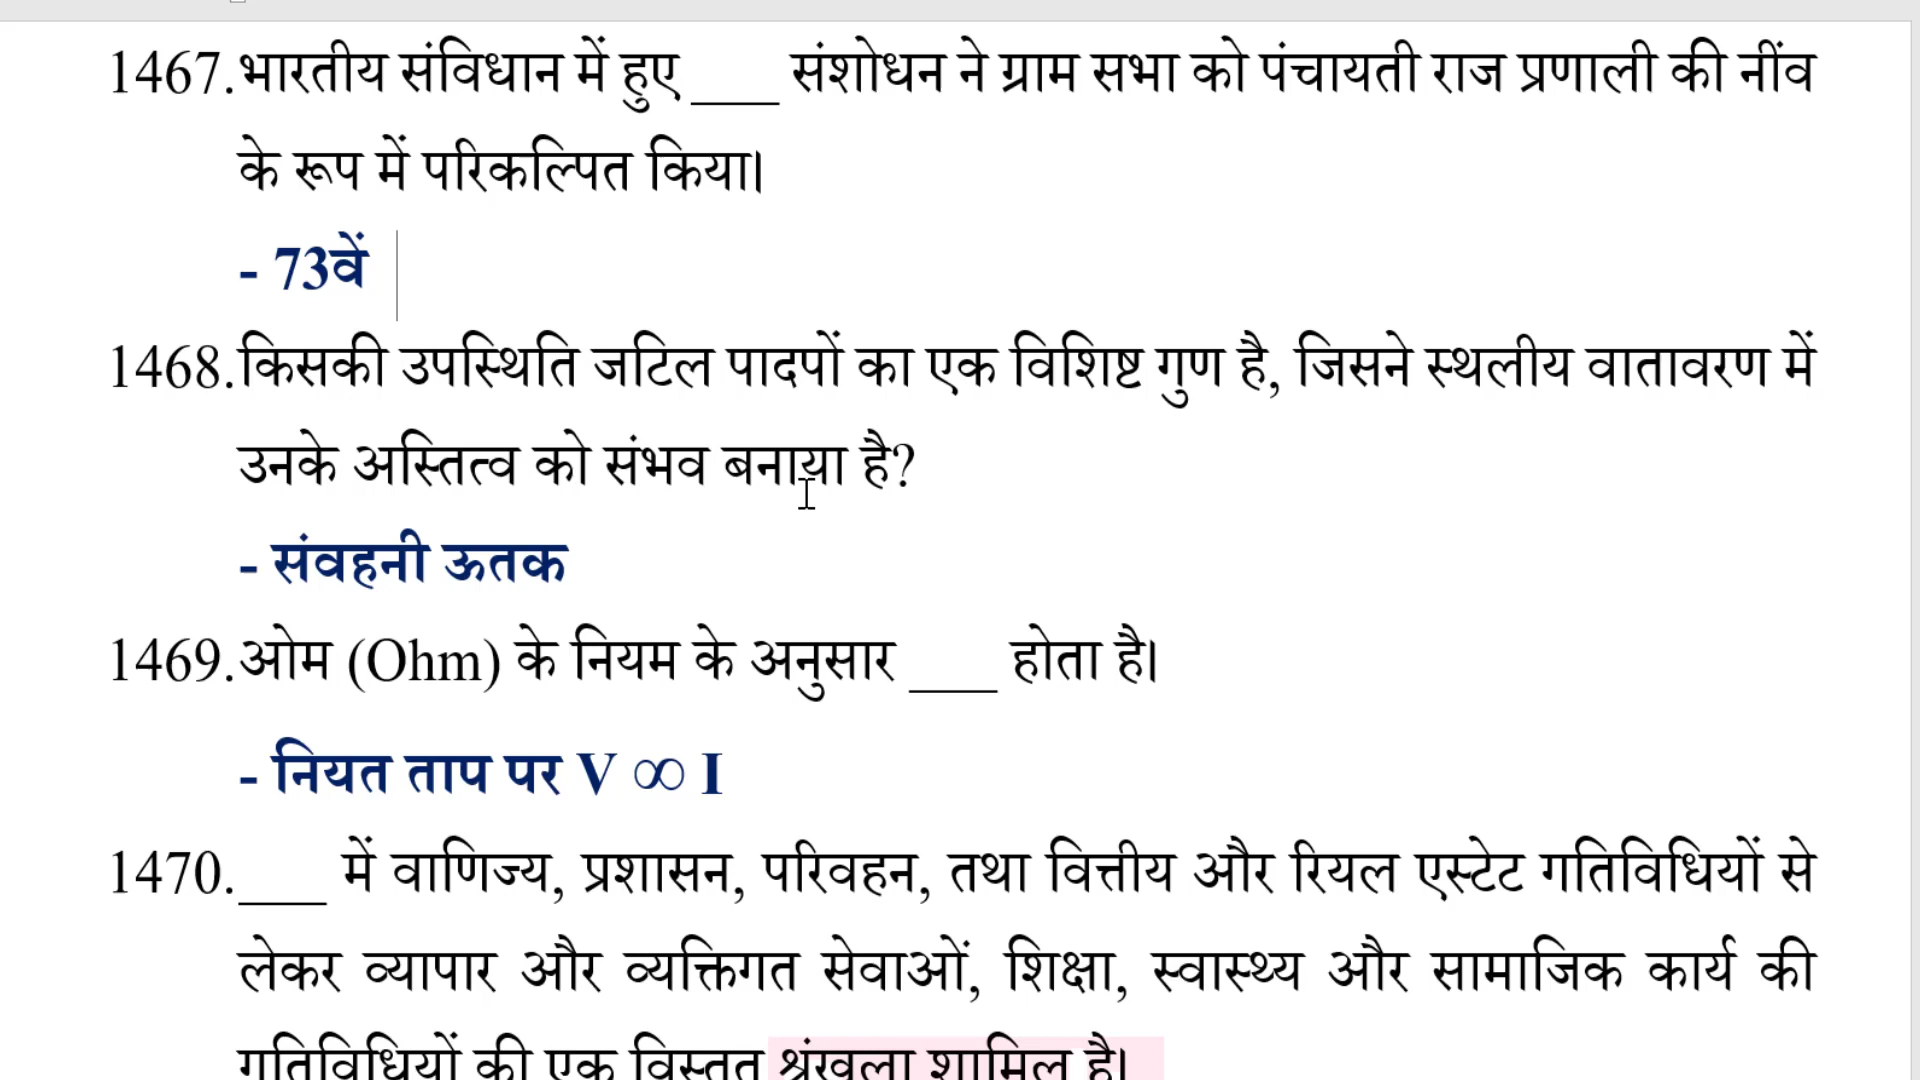 1467.भारतीय संविधान में हुए ___ संशोधन ने ग्राम सभा को पंचायती राज प्रणाली की नींव
के रूप में परिकल्पित किया।
- 73वें
1468.किसकी उपस्थिति जटिल पादपों का एक विशिष्ट गुण है, जिसने स्थलीय वातावरण में
उनके अस्तित्व को संभव बनाया है?
- संवहनी ऊतक
1469.ओम (Ohm) के नियम के अनुसार ___ होता है।
- नियत ताप पर V ∞ I
1470.___ में वाणिज्य, प्रशासन, परिवहन, तथा वित्तीय और रियल एस्टेट गतिविधियों से
लेकर व्यापार और व्यक्तिगत सेवाओं, शिक्षा, स्वास्थ्य और सामाजिक कार्य की
गतिविधियों की एक विस्तृत श्रृंखला शामिल है।